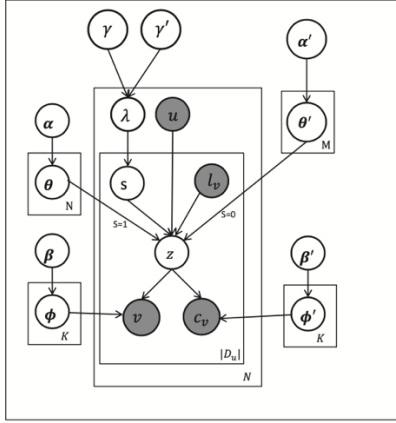 γ γ′
α′
λ u
α θ′
M
s l_v
θ
N S=1 S=0
z
β β′
ϕ v c_v ϕ′
K K
|D_u|
N